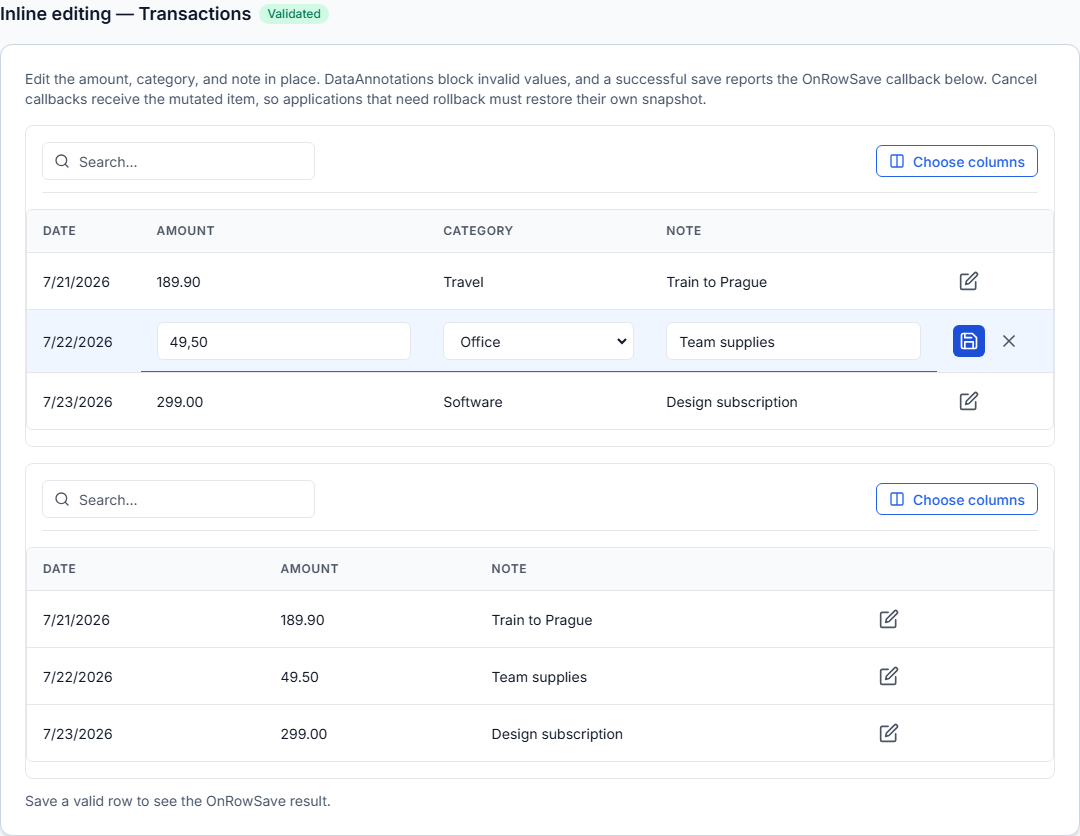 Inline editing — Transactions Validated
Edit the amount, category, and note in place. DataAnnotations block invalid values, and a successful save reports the OnRowSave callback below. Cancel
callbacks receive the mutated item, so applications that need rollback must restore their own snapshot.
Search... Choose columns
DATE AMOUNT CATEGORY NOTE
7/21/2026 189.90 Travel Train to Prague
7/22/2026 49,50 Office Team supplies
7/23/2026 299.00 Software Design subscription
Search... Choose columns
DATE AMOUNT NOTE
7/21/2026 189.90 Train to Prague
7/22/2026 49.50 Team supplies
7/23/2026 299.00 Design subscription
Save a valid row to see the OnRowSave result.